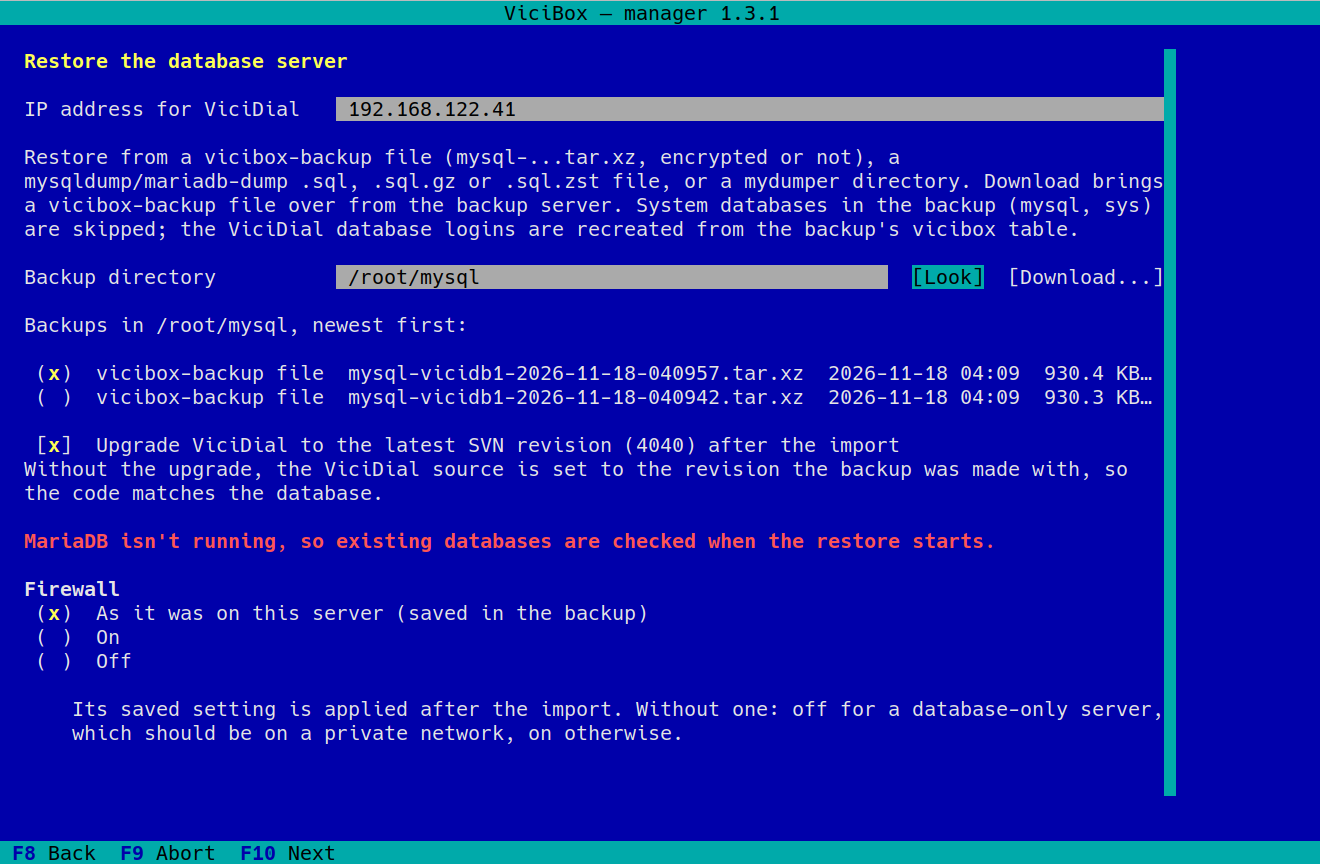 ViciBox – manager 1.3.1
Restore the database server
IP address for ViciDial 192.168.122.41
Restore from a vicibox-backup file (mysql-...tar.xz, encrypted or not), a
mysqldump/mariadb-dump .sql, .sql.gz or .sql.zst file, or a mydumper directory. Download brings
a vicibox-backup file over from the backup server. System databases in the backup (mysql, sys)
are skipped; the ViciDial database logins are recreated from the backup's vicibox table.
Backup directory /root/mysql [Look] [Download...]
Backups in /root/mysql, newest first:
(x) vicibox-backup file mysql-vicidb1-2026-11-18-040957.tar.xz 2026-11-18 04:09 930.4 KB…
( ) vicibox-backup file mysql-vicidb1-2026-11-18-040942.tar.xz 2026-11-18 04:09 930.3 KB…
[x] Upgrade ViciDial to the latest SVN revision (4040) after the import
Without the upgrade, the ViciDial source is set to the revision the backup was made with, so
the code matches the database.
MariaDB isn't running, so existing databases are checked when the restore starts.
Firewall
(x) As it was on this server (saved in the backup)
( ) On
( ) Off
Its saved setting is applied after the import. Without one: off for a database-only server,
which should be on a private network, on otherwise.
F8 Back F9 Abort F10 Next